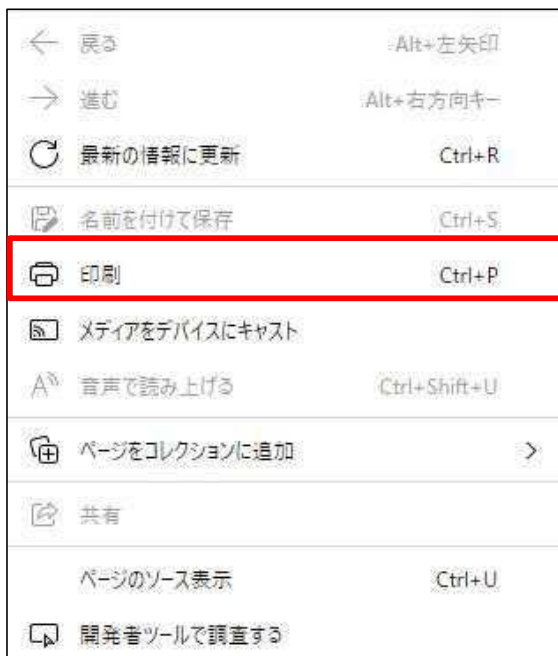 戻る Alt+左矢印
進む Alt+右方向キー
最新の情報に更新 Ctrl+R
名前を付けて保存 Ctrl+S
印刷 Ctrl+P
メディアをデバイスにキャスト
音声で読み上げる Ctrl+Shift+U
ページをコレクションに追加
共有
ページのソース表示 Ctrl+U
開発者ツールで調査する